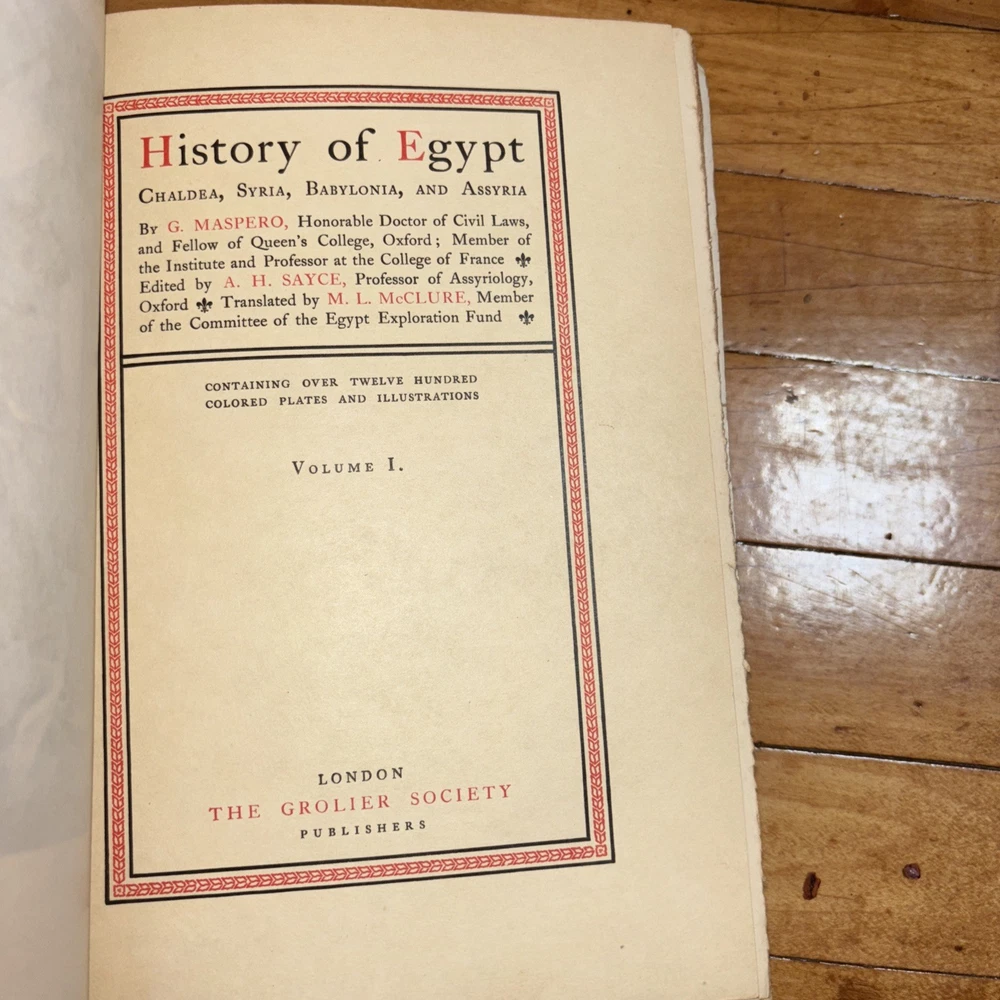 History of Egypt
Chaldea, Syria, Babylonia, and Assyria
By G. MASPERO, Honorable Doctor of Civil Laws,
and Fellow of Queen's College, Oxford; Member of
the Institute and Professor at the College of France
Edited by A. H. SAYCE, Professor of Assyriology,
Oxford Translated by M. L. McCLURE, Member
of the Committee of the Egypt Exploration Fund
CONTAINING OVER TWELVE HUNDRED
COLORED PLATES AND ILLUSTRATIONS
Volume I.
LONDON
THE GROLIER SOCIETY
PUBLISHERS